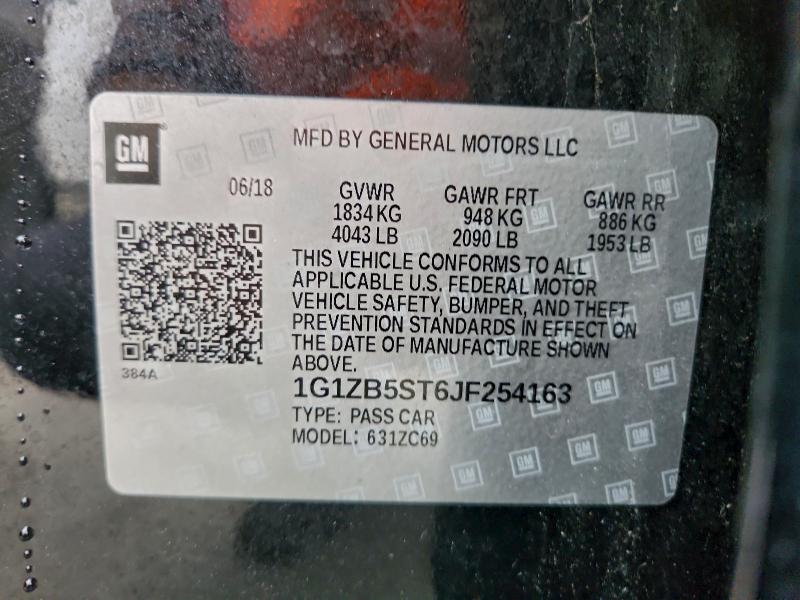 GM
MFD BY GENERAL MOTORS LLC
06/18
GVWR
1834 KG
4043 LB
GAWR FRT
948 KG
2090 LB
GAWR RR
886 KG
1953 LB
THIS VEHICLE CONFORMS TO ALL
APPLICABLE U.S. FEDERAL MOTOR
VEHICLE SAFETY, BUMPER, AND THEFT
PREVENTION STANDARDS IN EFFECT ON
THE DATE OF MANUFACTURE SHOWN
ABOVE.
384A
1G1ZB5ST6JF254163
TYPE: PASS CAR
MODEL: 631ZC69